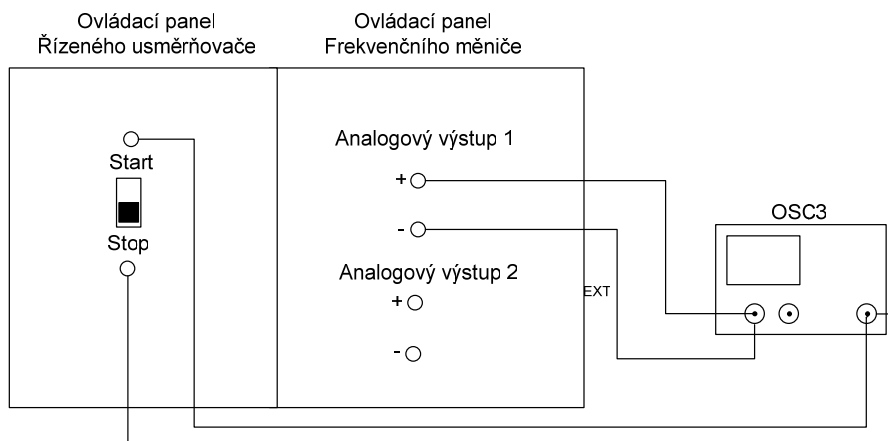 Ovládací panel
Řízeného usměrňovače
Ovládací panel
Frekvenčního měniče
Start
Stop
Analogový výstup 1
+
-
Analogový výstup 2
+
-
EXT
OSC3